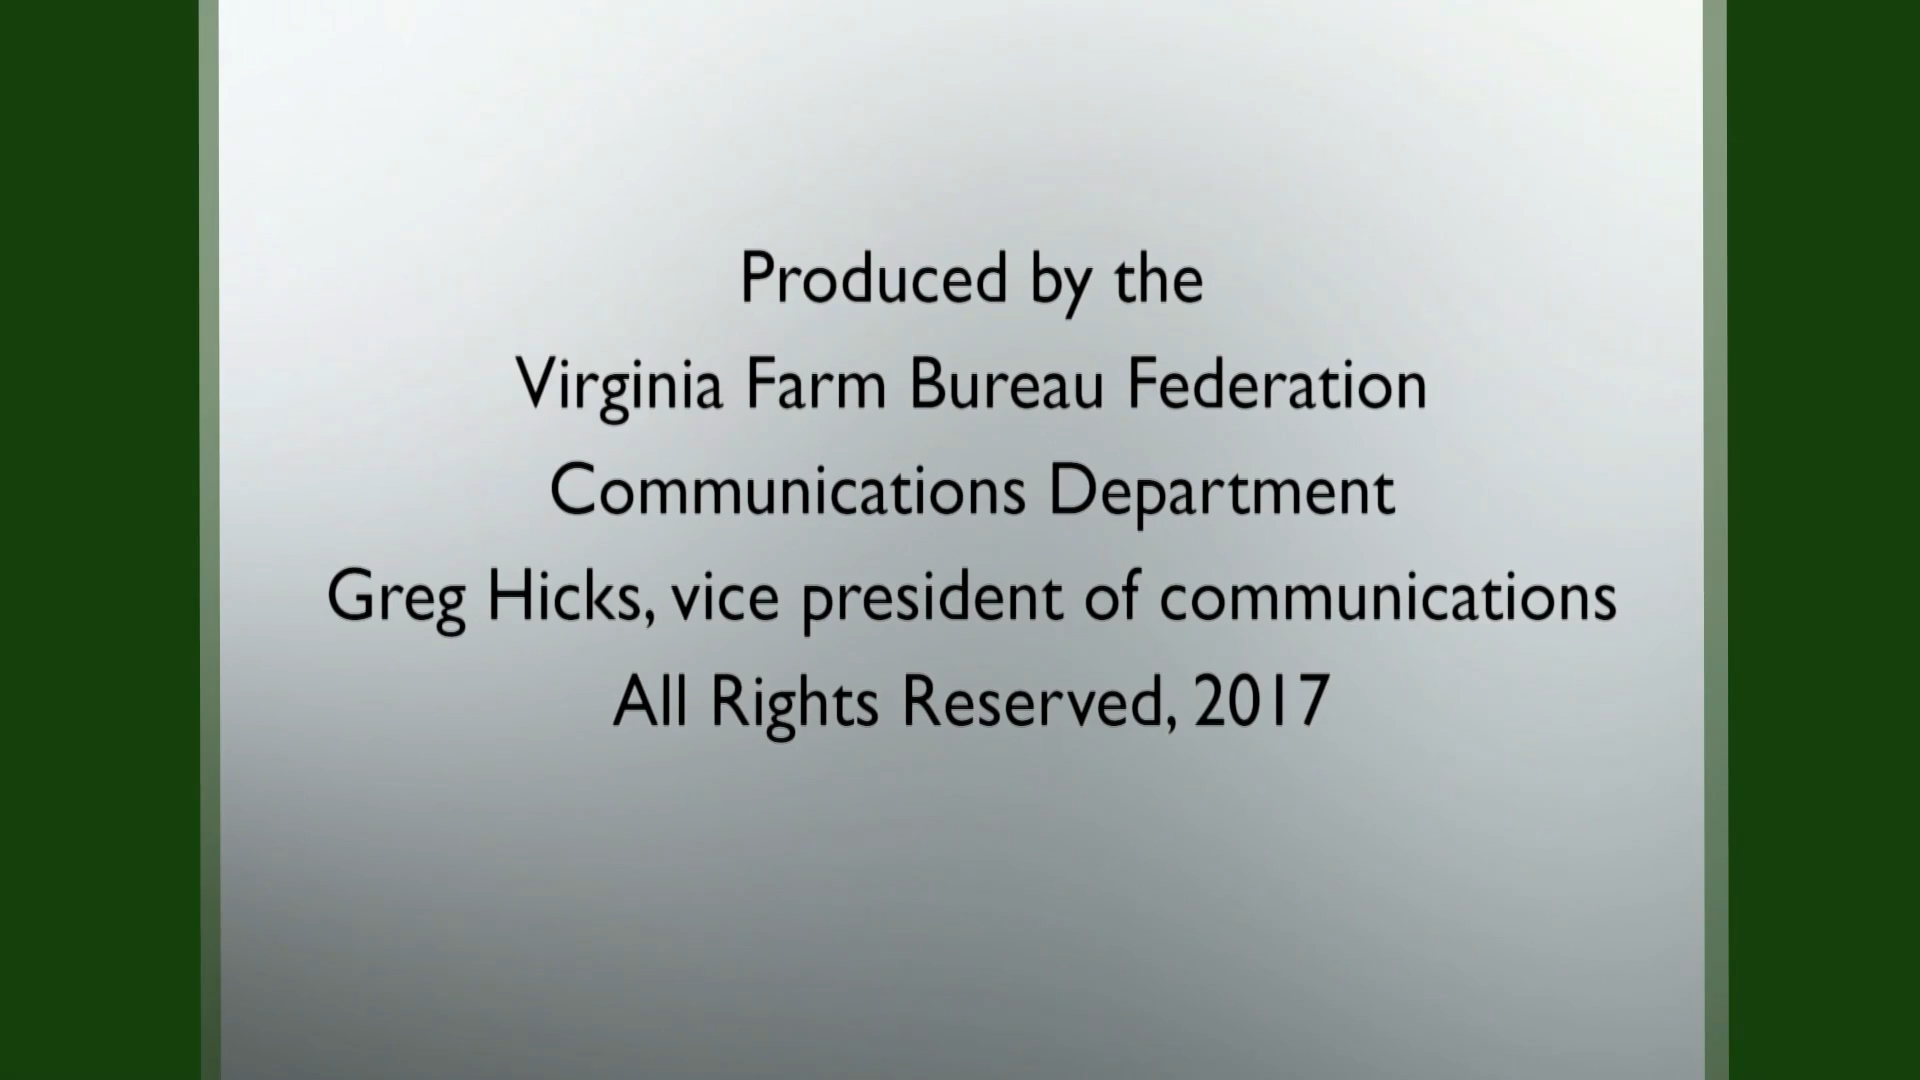 Produced by the
Virginia Farm Bureau Federation
Communications Department
Greg Hicks, vice president of communications
All Rights Reserved, 2017